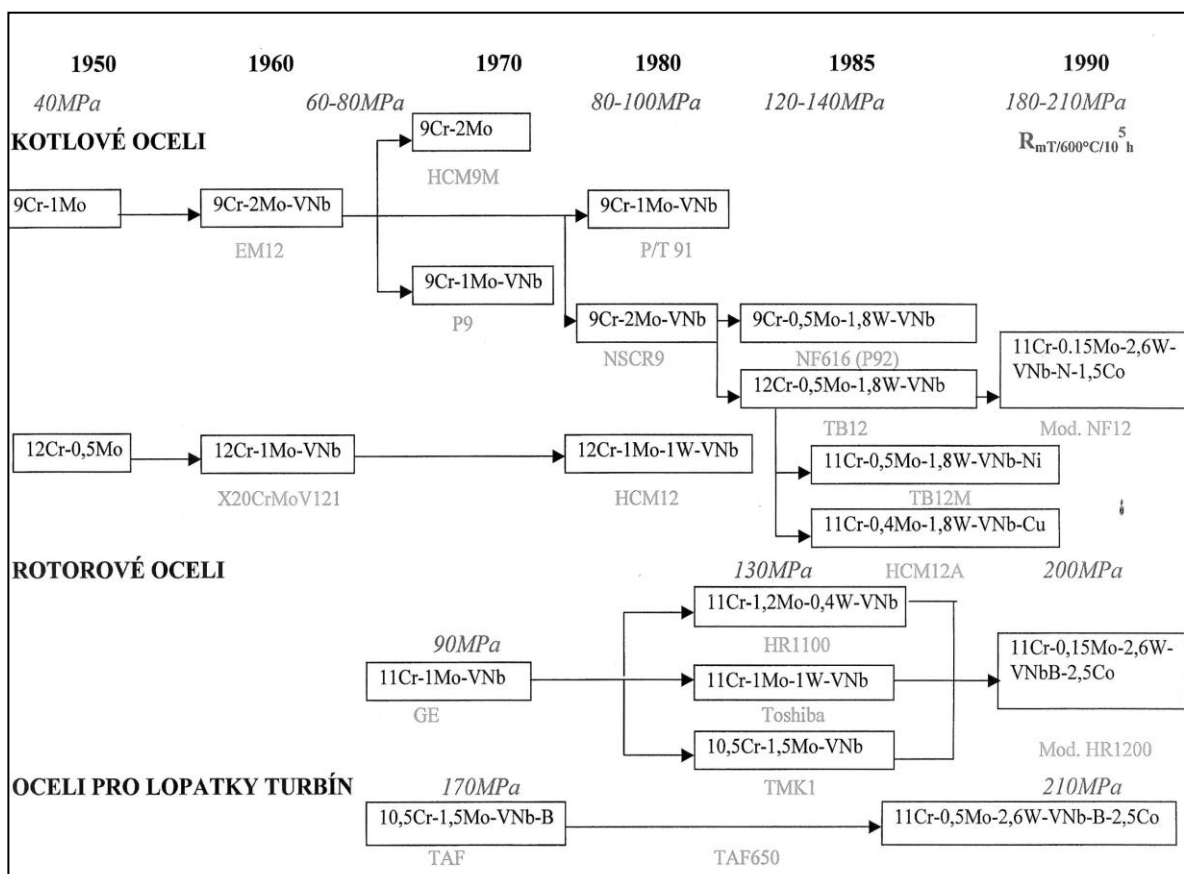 1950 1960 1970 1980 1985 1990
40MPa 60-80MPa 80-100MPa 120-140MPa 180-210MPa
KOTLOVÉ OCELI
9Cr-2Mo
RmT/600°C/10⁵h
HCM9M
9Cr-1Mo 9Cr-2Mo-VNb 9Cr-1Mo-VNb
EM12 P/T 91
9Cr-1Mo-VNb
P9
9Cr-2Mo-VNb 9Cr-0,5Mo-1,8W-VNb
NSCR9 NF616 (P92)
11Cr-0.15Mo-2,6W-
VNb-N-1,5Co
12Cr-0,5Mo-1,8W-VNb
TB12 Mod. NF12
12Cr-0,5Mo 12Cr-1Mo-VNb 12Cr-1Mo-1W-VNb
X20CrMoV121 HCM12
11Cr-0,5Mo-1,8W-VNb-Ni
TB12M
11Cr-0,4Mo-1,8W-VNb-Cu
HCM12A
ROTOROVÉ OCELI
130MPa 200MPa
11Cr-1,2Mo-0,4W-VNb
HR1100
90MPa
11Cr-1Mo-VNb 11Cr-1Mo-1W-VNb
GE Toshiba
11Cr-0,15Mo-2,6W-
VNbB-2,5Co
10,5Cr-1,5Mo-VNb
TMK1 Mod. HR1200
OCELI PRO LOPATKY TURBÍN
170MPa 210MPa
10,5Cr-1,5Mo-VNb-B 11Cr-0,5Mo-2,6W-VNb-B-2,5Co
TAF TAF650